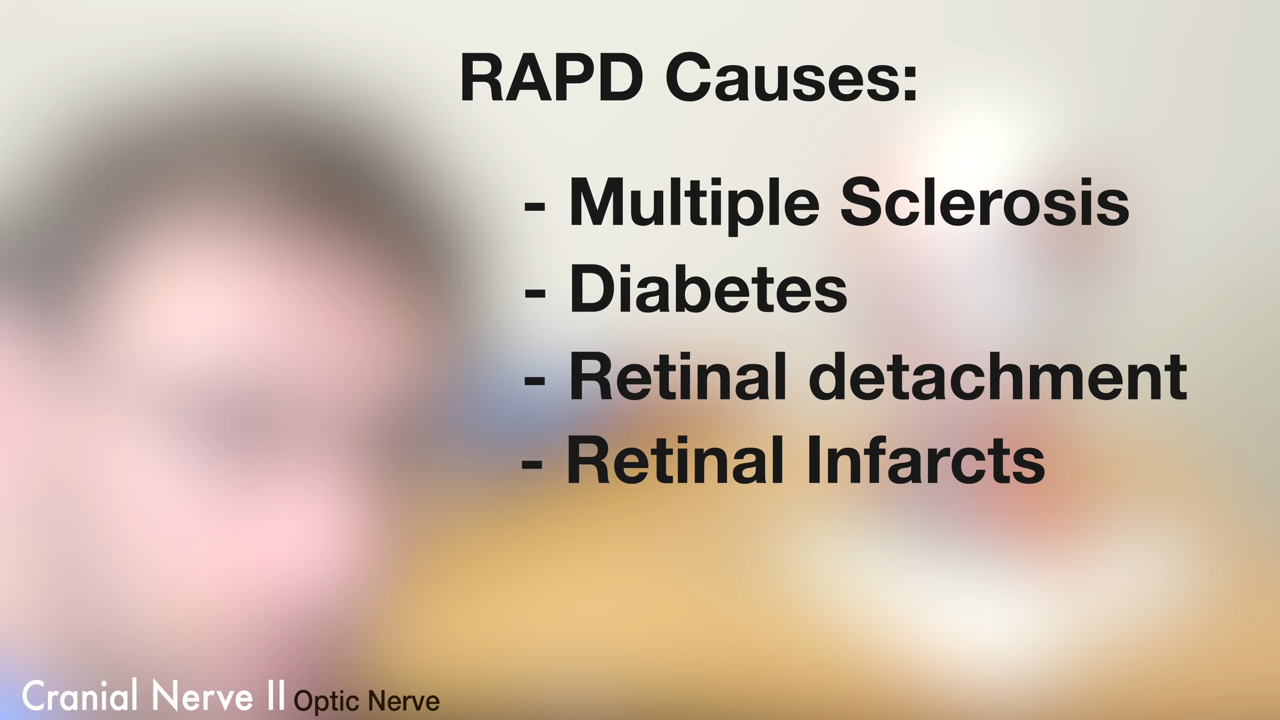 RAPD Causes:
- Multiple Sclerosis
- Diabetes
- Retinal detachment
- Retinal Infarcts
Cranial Nerve II Optic Nerve